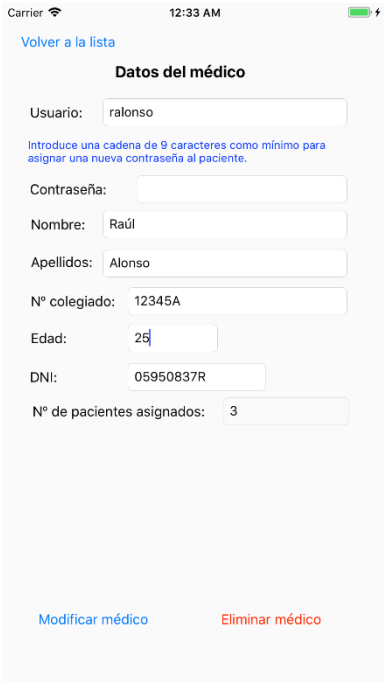 Carrier 12:33 AM
Volver a la lista
Datos del médico
Usuario: ralonso
Introduce una cadena de 9 caracteres como mínimo para
asignar una nueva contraseña al paciente.
Contraseña:
Nombre: Raúl
Apellidos: Alonso
Nº colegiado: 12345A
Edad: 25
DNI: 05950837R
Nº de pacientes asignados: 3
Modificar médico Eliminar médico